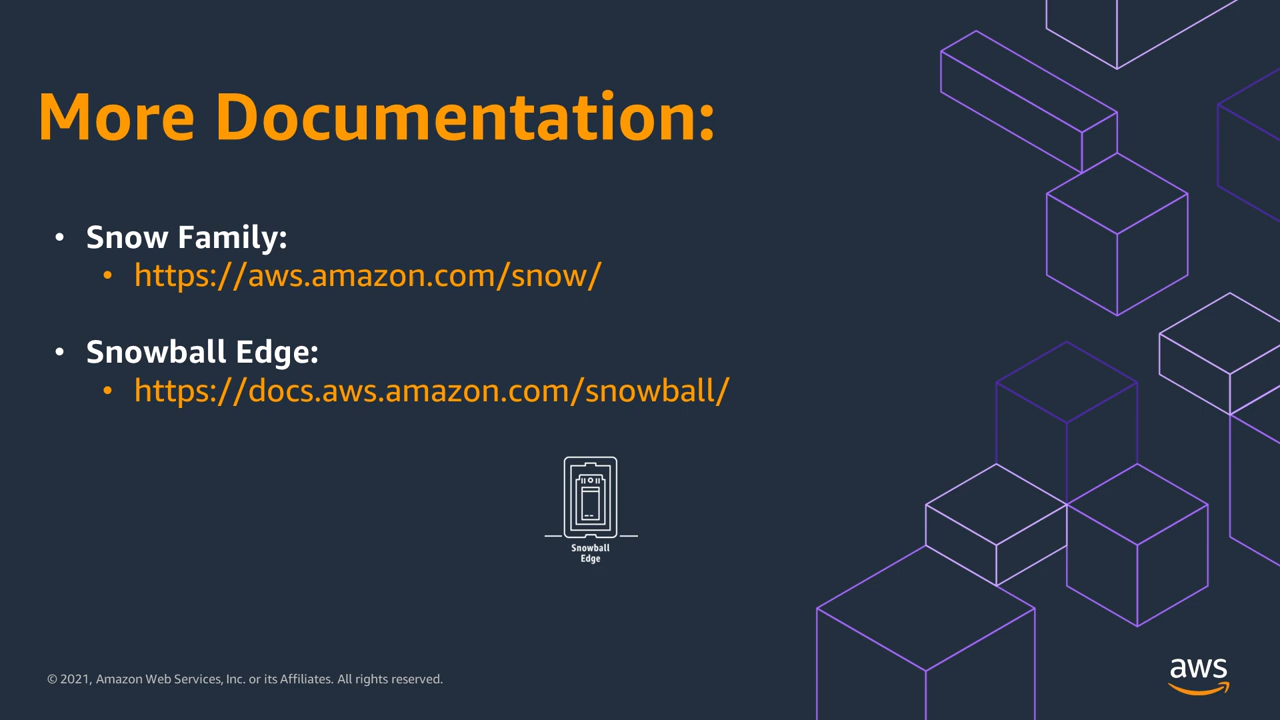 More Documentation:
• Snow Family:
• https://aws.amazon.com/snow/
• Snowball Edge:
• https://docs.aws.amazon.com/snowball/
Snowball
Edge
© 2021, Amazon Web Services, Inc. or its Affiliates. All rights reserved.
aws